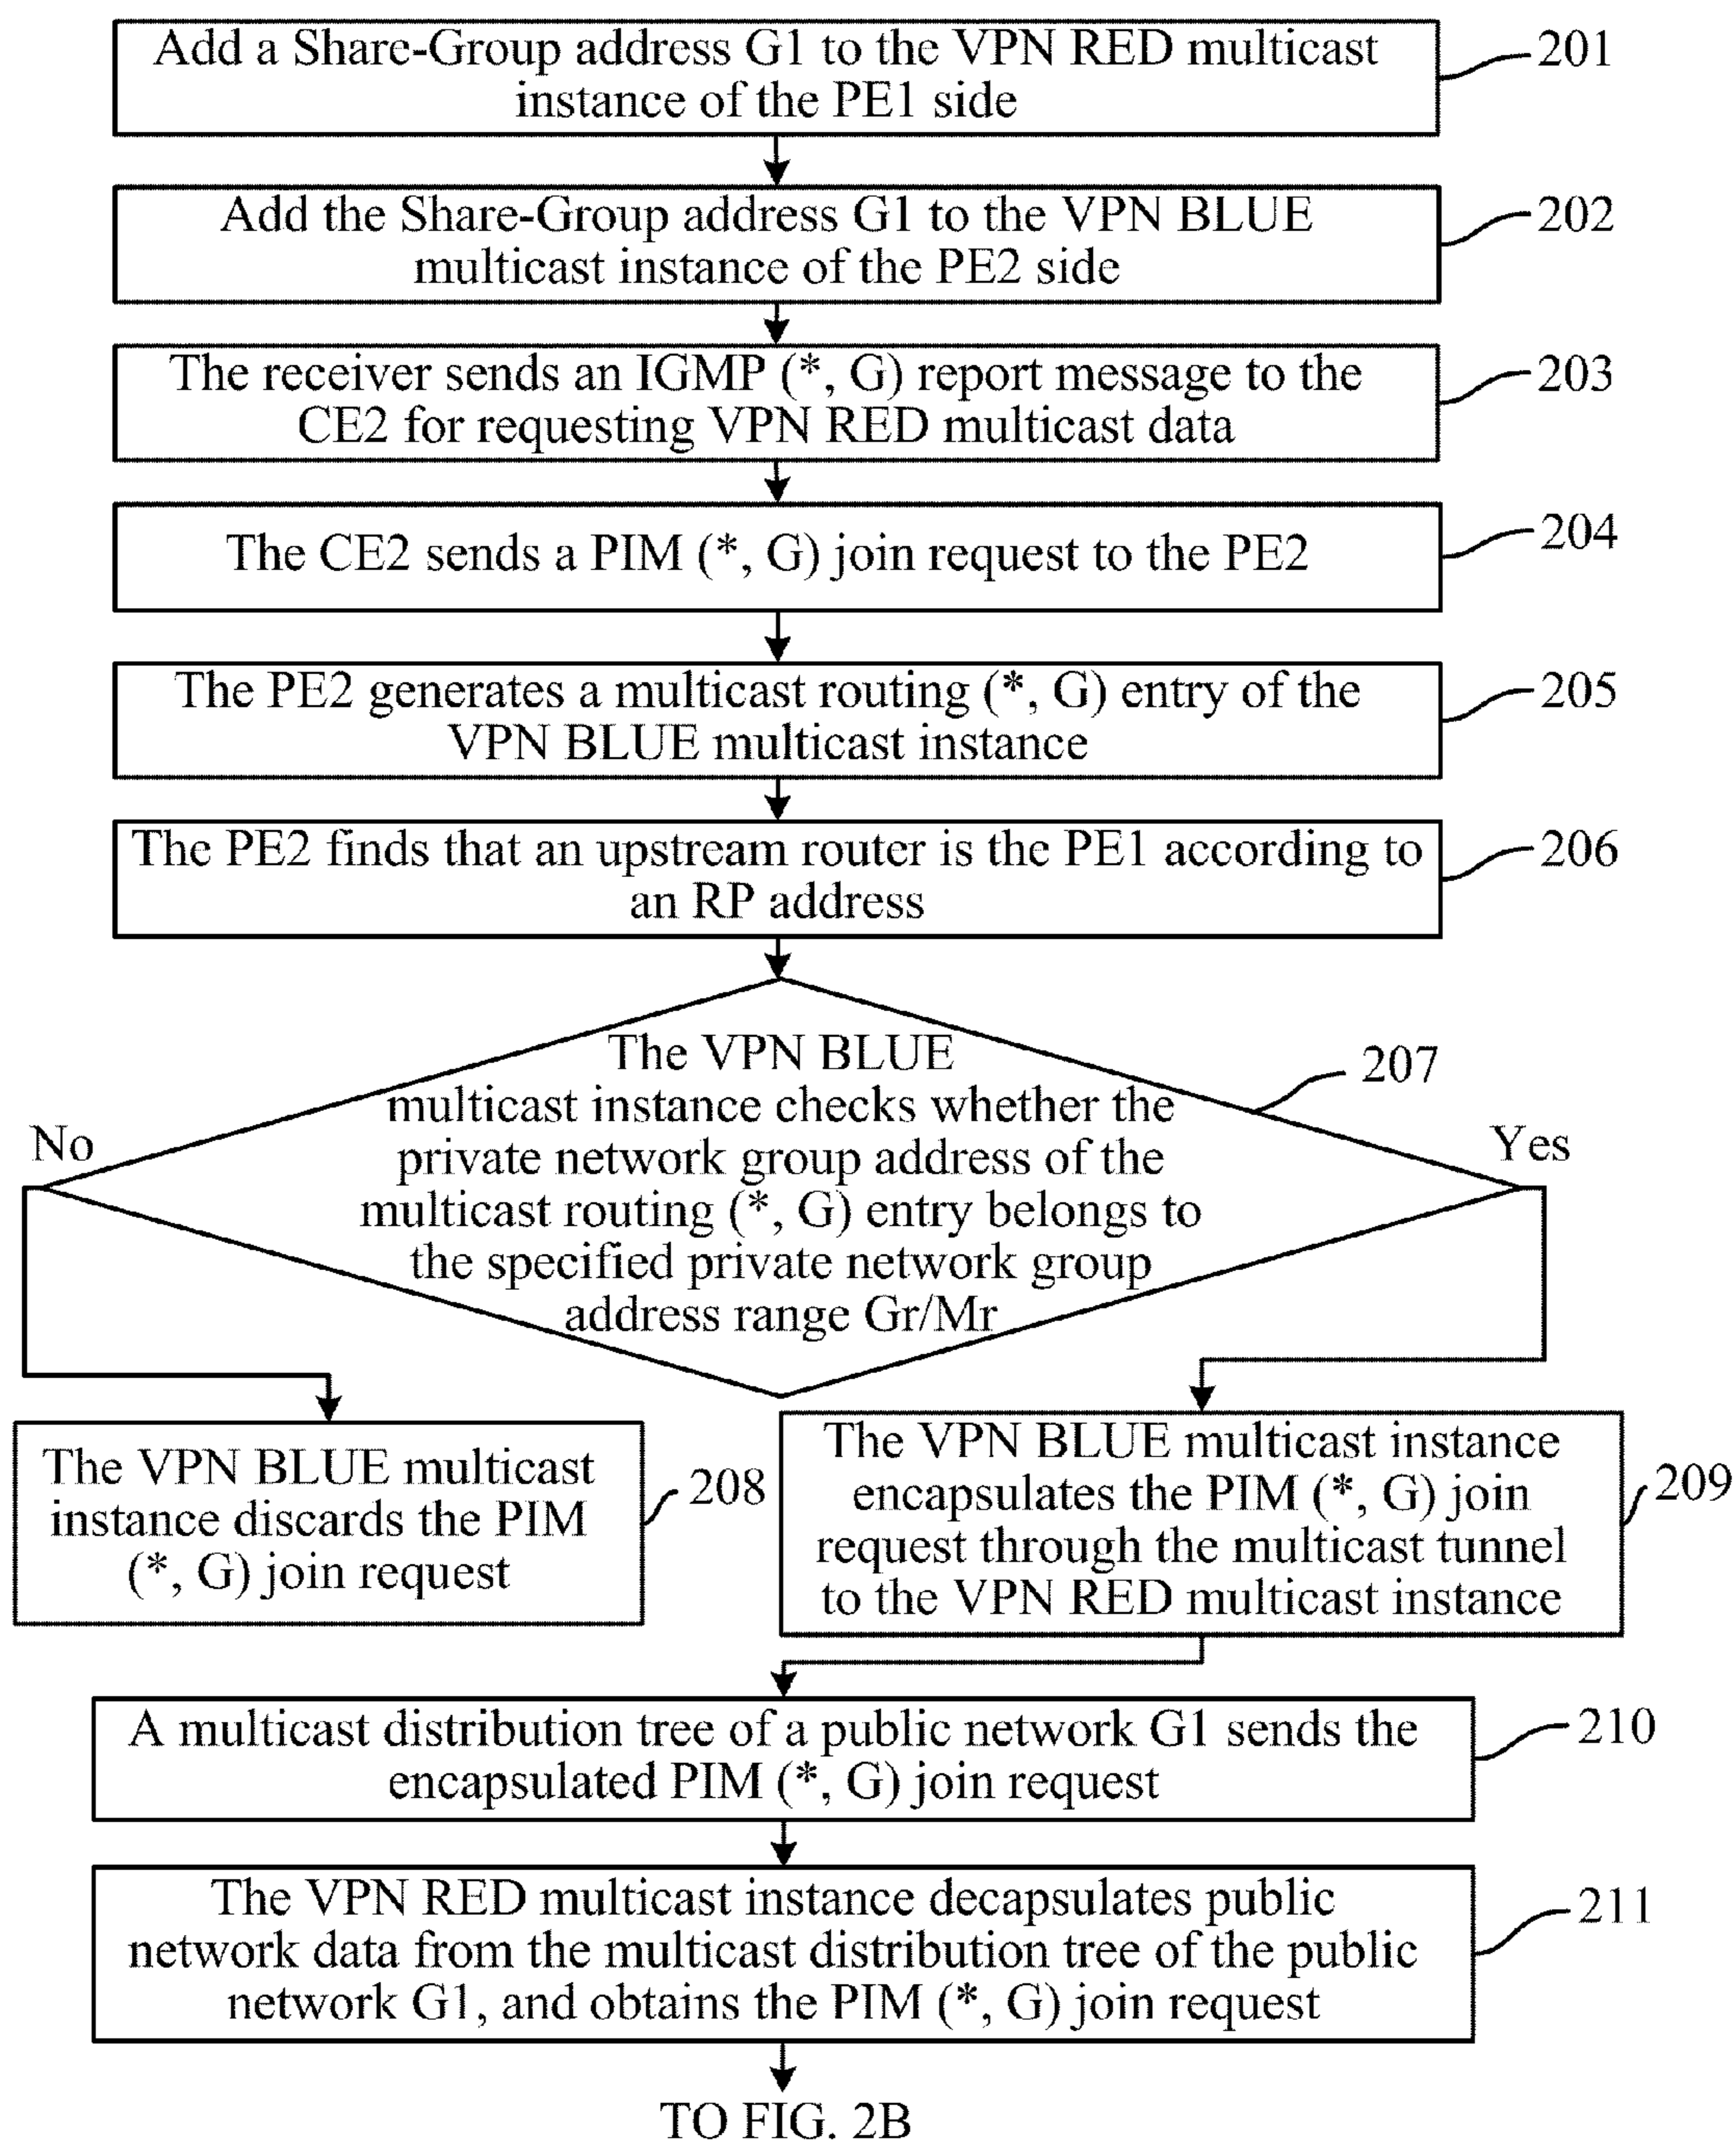 Add a Share-Group address G1 to the VPN RED multicast
instance of the PE1 side
201
Add the Share-Group address G1 to the VPN BLUE
multicast instance of the PE2 side
202
The receiver sends an IGMP (*, G) report message to the
CE2 for requesting VPN RED multicast data
203
The CE2 sends a PIM (*, G) join request to the PE2
204
The PE2 generates a multicast routing (*, G) entry of the
VPN BLUE multicast instance
205
The PE2 finds that an upstream router is the PE1 according to
an RP address
206
The VPN BLUE
multicast instance checks whether the
private network group address of the
multicast routing (*, G) entry belongs to
the specified private network group
address range Gr/Mr
207
No
Yes
The VPN BLUE multicast
instance discards the PIM
(*, G) join request
208
The VPN BLUE multicast instance
encapsulates the PIM (*, G) join
request through the multicast tunnel
to the VPN RED multicast instance
209
A multicast distribution tree of a public network G1 sends the
encapsulated PIM (*, G) join request
210
The VPN RED multicast instance decapsulates public
network data from the multicast distribution tree of the public
network G1, and obtains the PIM (*, G) join request
211
TO FIG. 2B